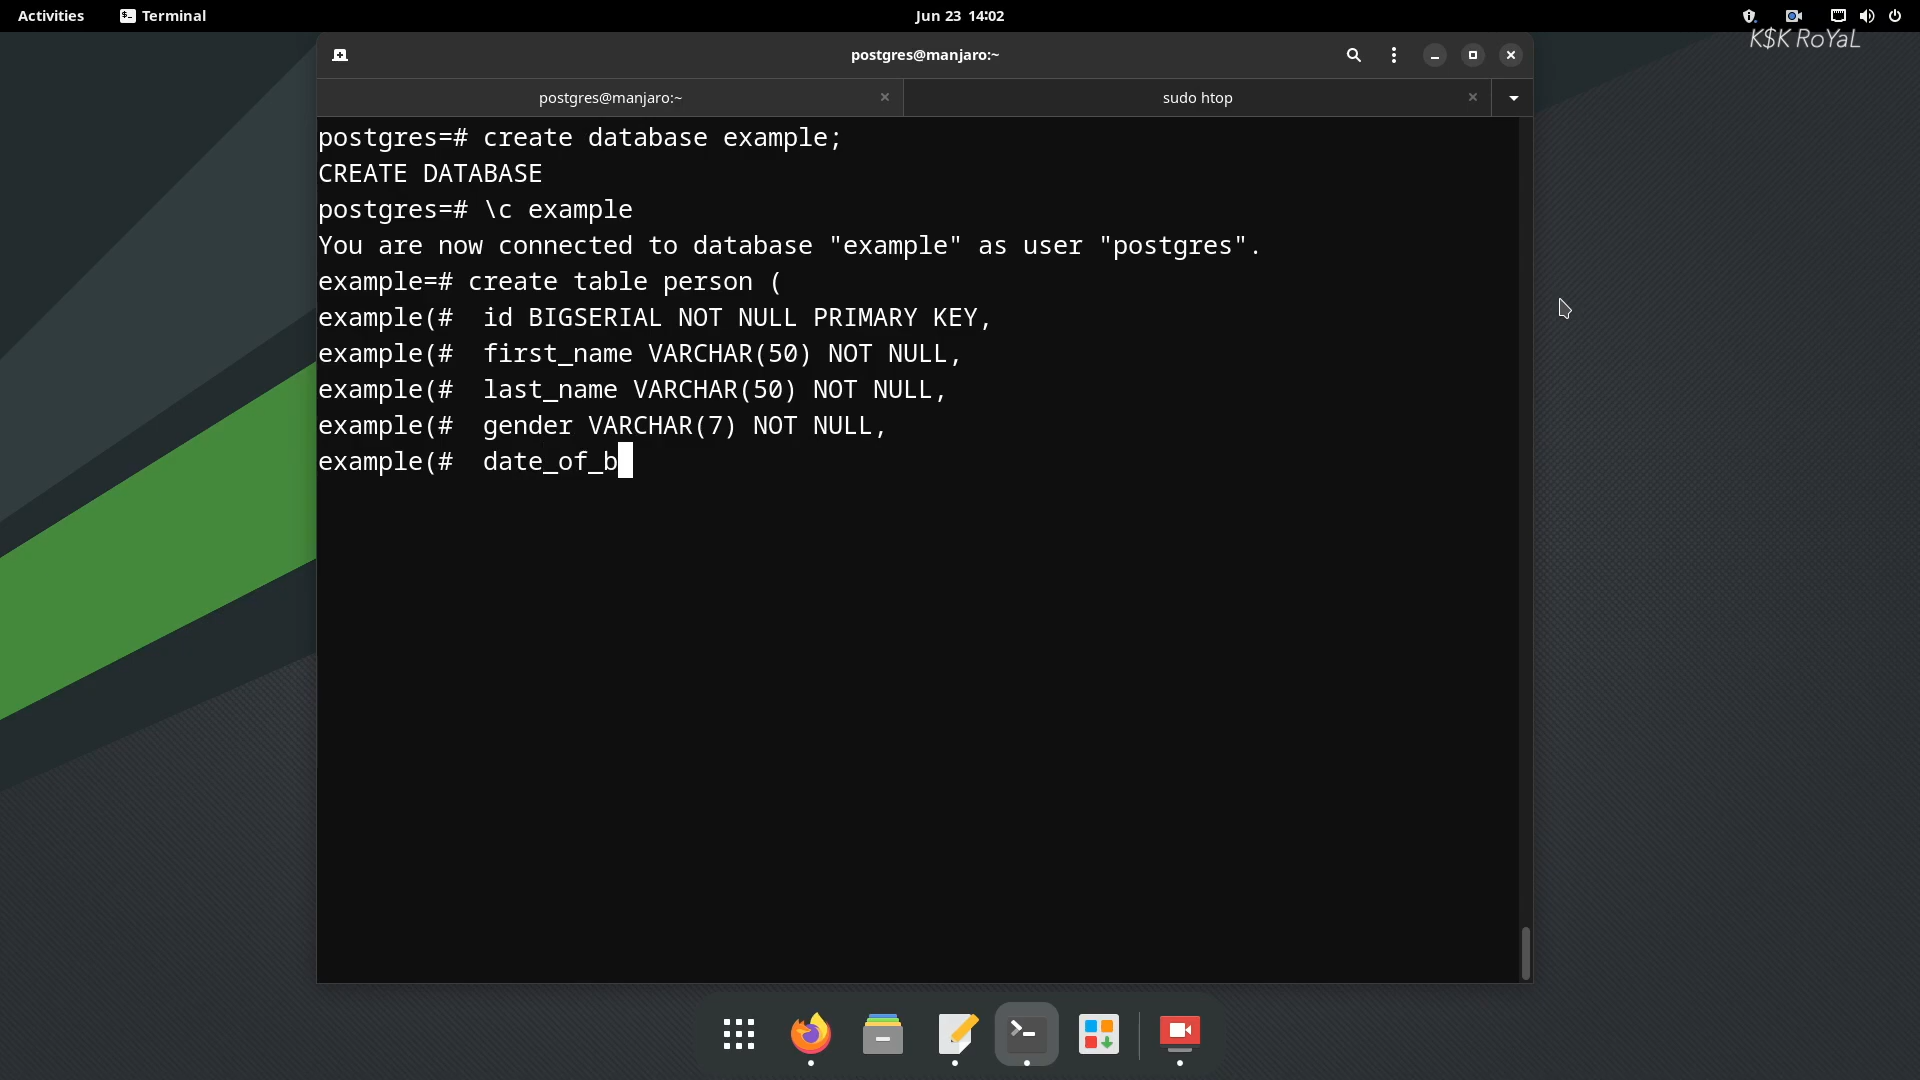 Activities
Terminal
Jun 23 14:02
K$K RoYaL
postgres@manjaro:~
postgres@manjaro:~
sudo htop
postgres=# create database example;
CREATE DATABASE
postgres=# \c example
You are now connected to database "example" as user "postgres".
example=# create table person (
example(#  id BIGSERIAL NOT NULL PRIMARY KEY,
example(#  first_name VARCHAR(50) NOT NULL,
example(#  last_name VARCHAR(50) NOT NULL,
example(#  gender VARCHAR(7) NOT NULL,
example(#  date_of_b